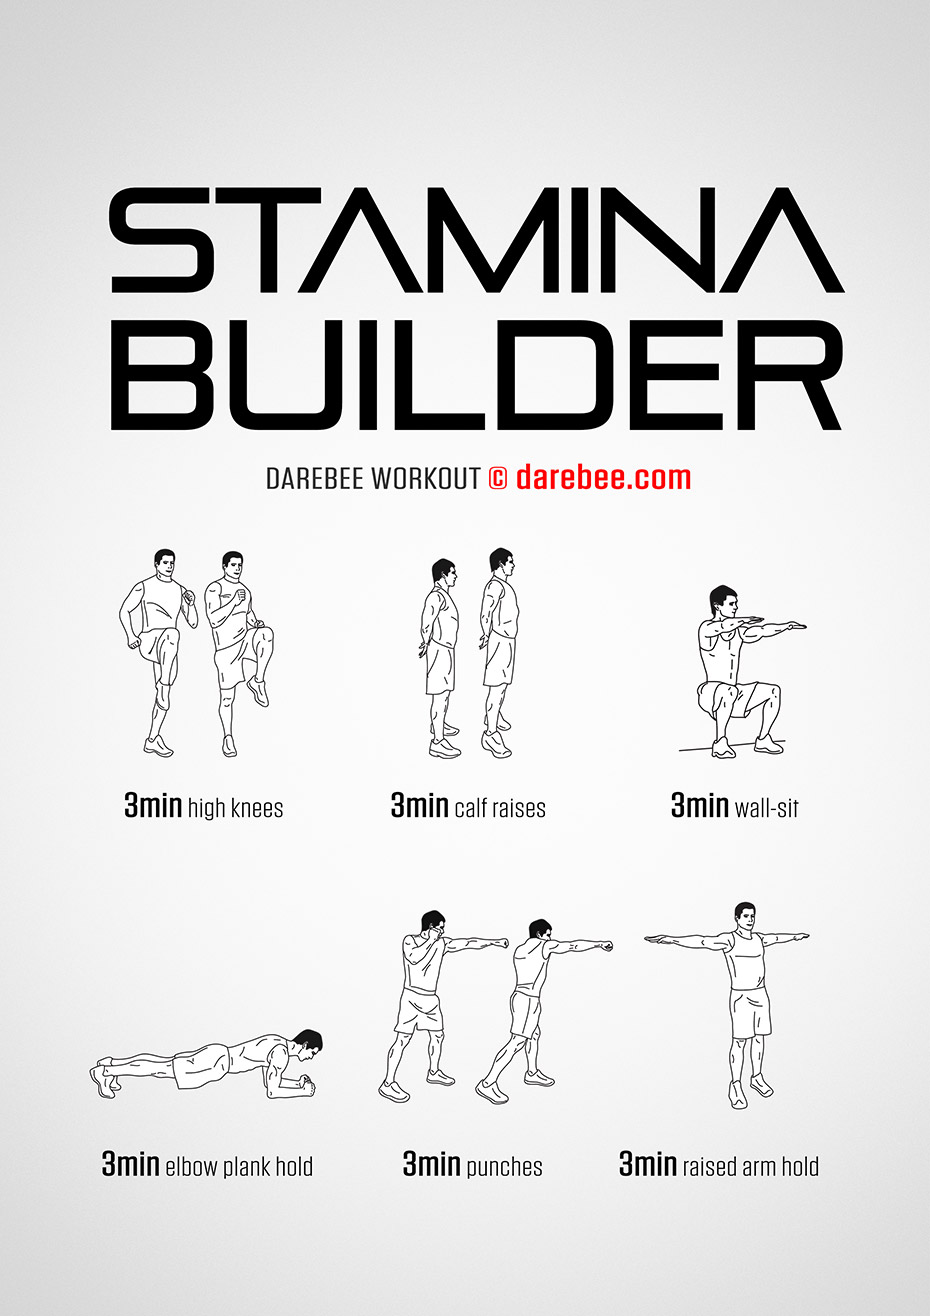 STAMINA
BUILDER
DAREBEE WORKOUT © darebee.com
3min high knees
3min calf raises
3min wall-sit
3min elbow plank hold
3min punches
3min raised arm hold